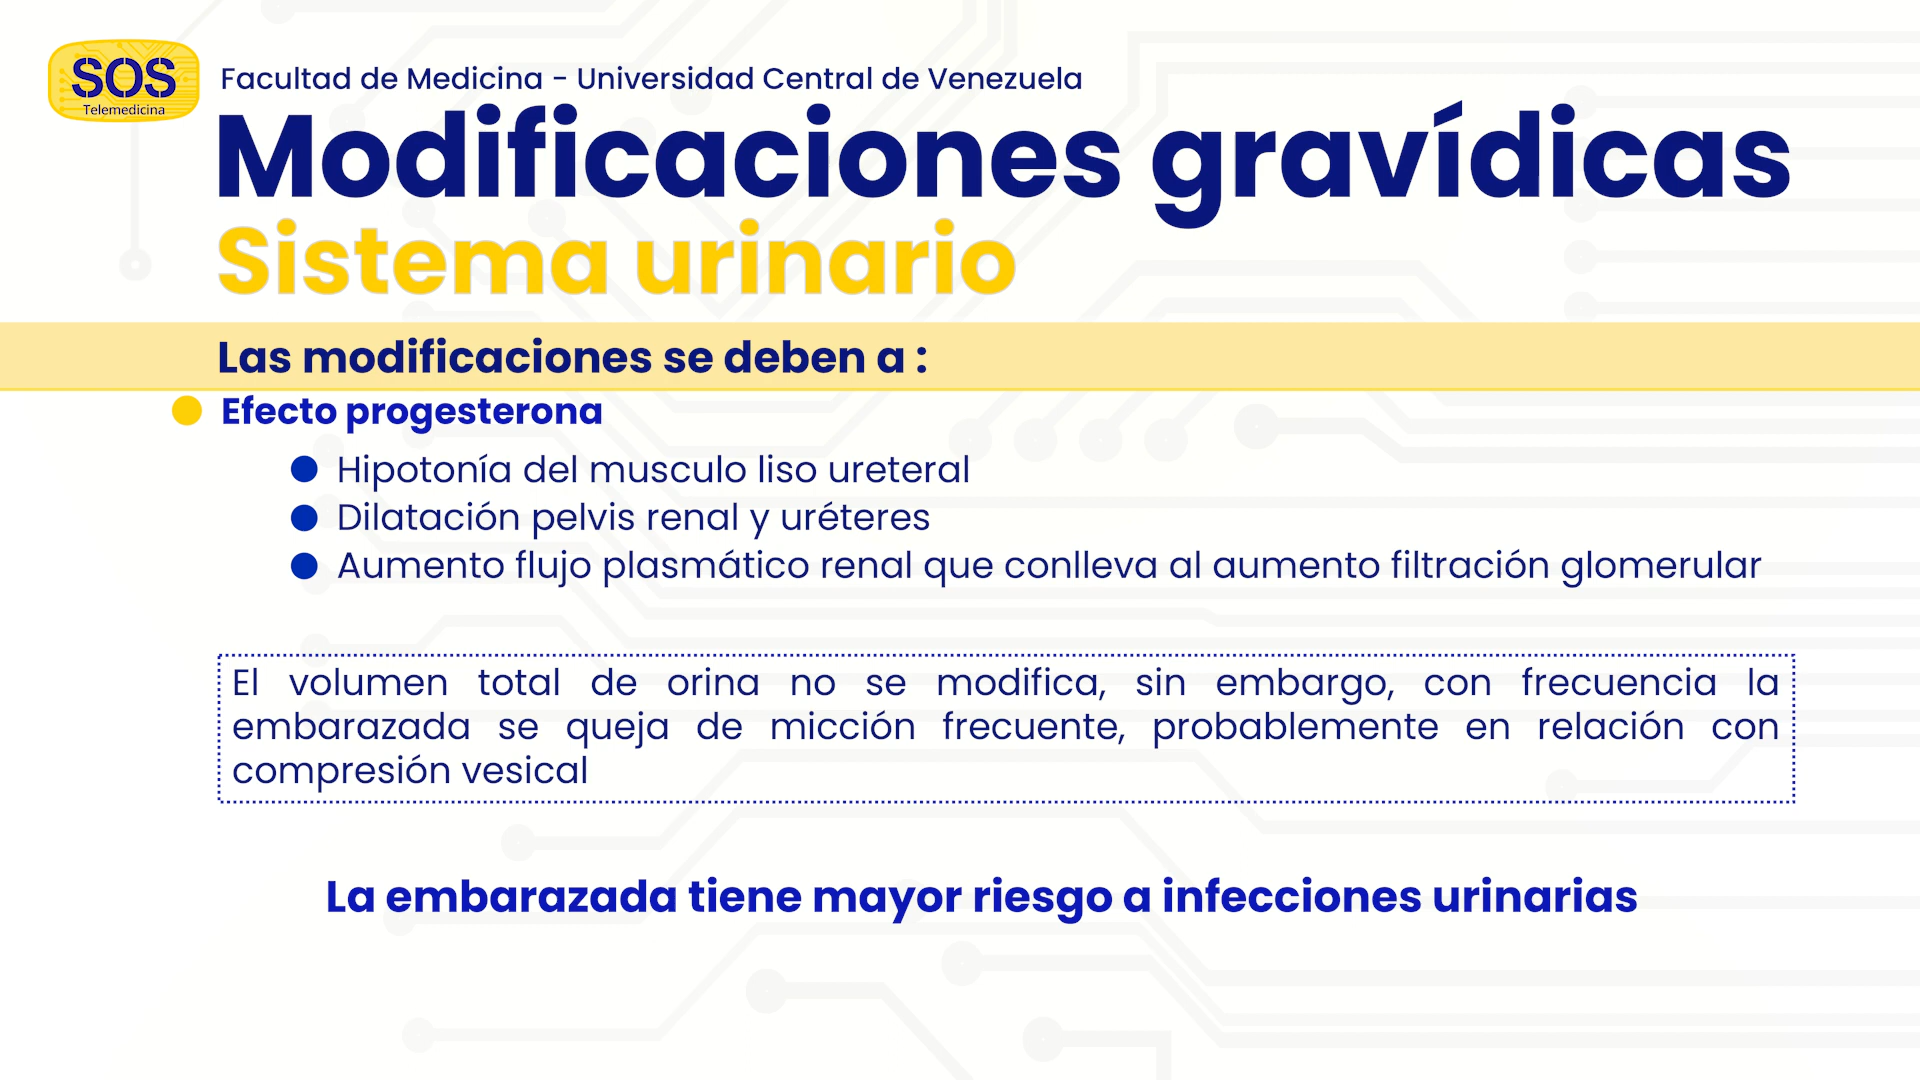 SOS
Telemedicina
Facultad de Medicina - Universidad Central de Venezuela
Modificaciones gravídicas
Sistema urinario
Las modificaciones se deben a :
Efecto progesterona
Hipotonía del musculo liso ureteral
Dilatación pelvis renal y uréteres
Aumento flujo plasmático renal que conlleva al aumento filtración glomerular
El volumen total de orina no se modifica, sin embargo, con frecuencia la
embarazada se queja de micción frecuente, probablemente en relación con
compresión vesical
La embarazada tiene mayor riesgo a infecciones urinarias